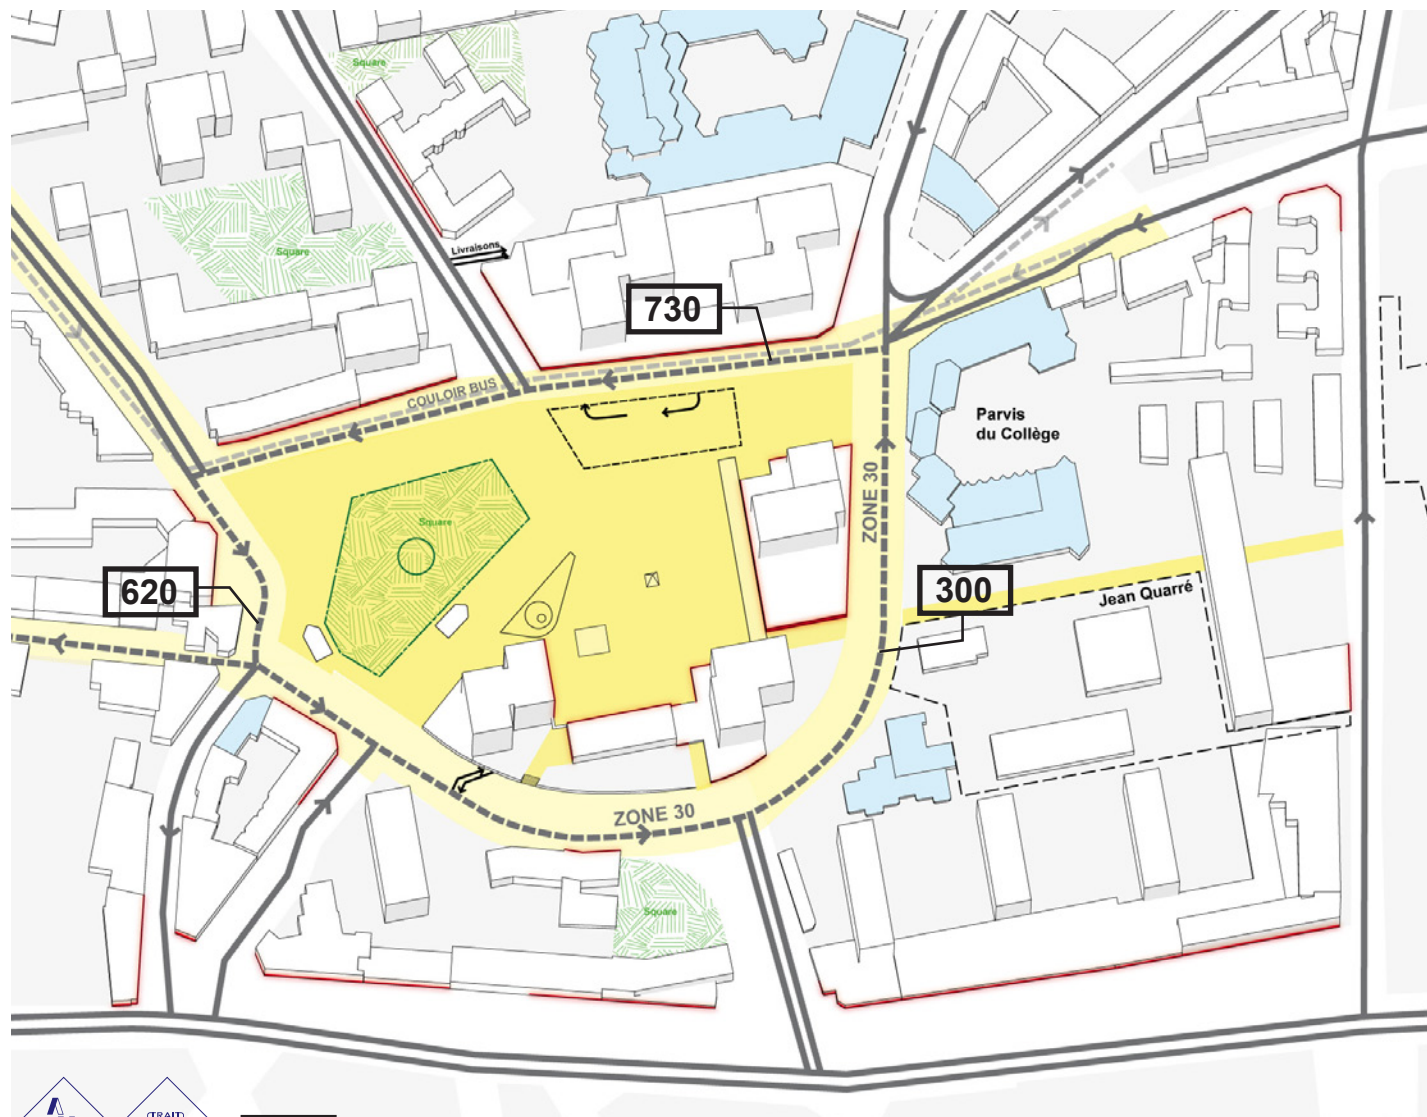 Square
Square
Livraisons
730
COULOIR BUS
Parvis
du Collège
ZONE 30
Square
620
300
Jean Quarré
ZONE 30
Square
TRAIT